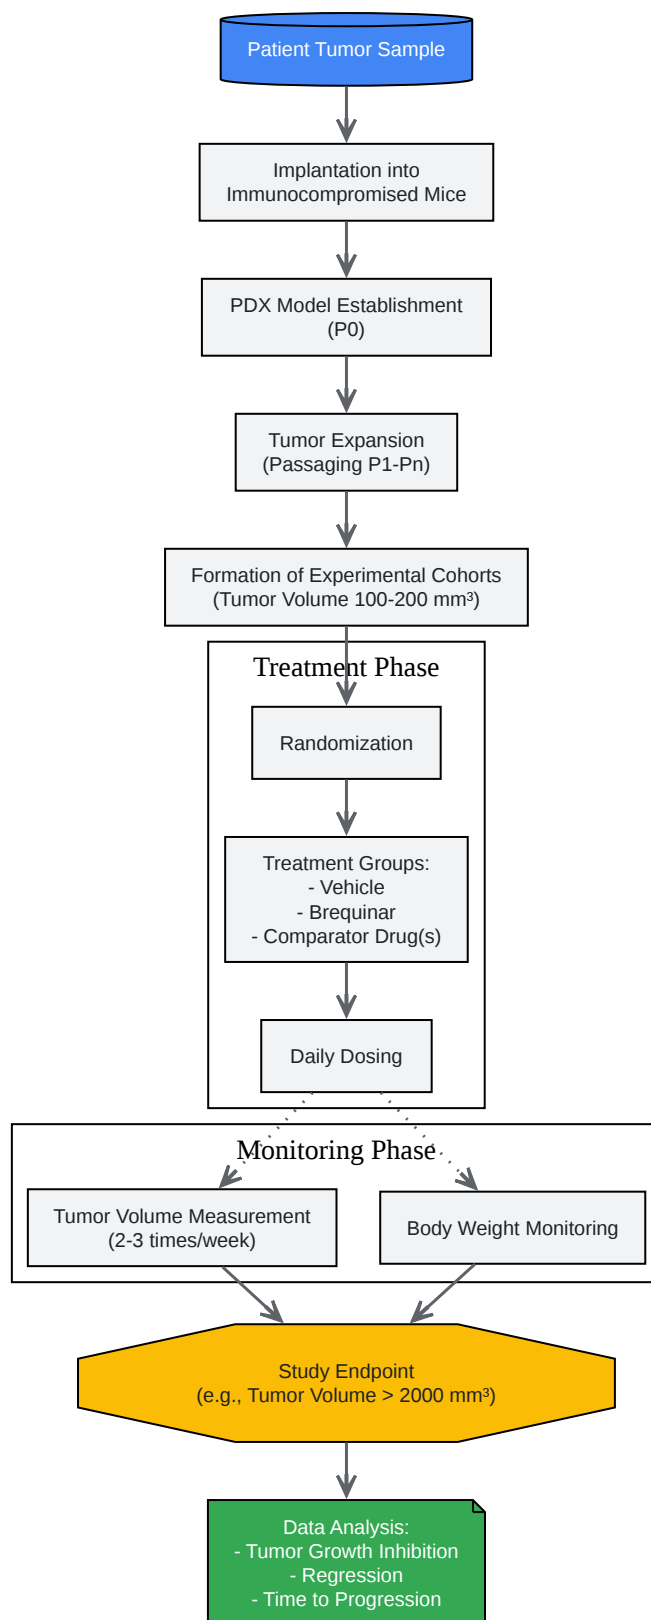 Patient Tumor Sample
Implantation into
Immunocompromised Mice
PDX Model Establishment
(P0)
Tumor Expansion
(Passaging P1-Pn)
Formation of Experimental Cohorts
(Tumor Volume 100-200 mm³)
Treatment Phase
Randomization
Treatment Groups:
- Vehicle
- Brequinar
- Comparator Drug(s)
Daily Dosing
Monitoring Phase
Tumor Volume Measurement
(2-3 times/week)
Body Weight Monitoring
Study Endpoint
(e.g., Tumor Volume > 2000 mm³)
Data Analysis:
- Tumor Growth Inhibition
- Regression
- Time to Progression